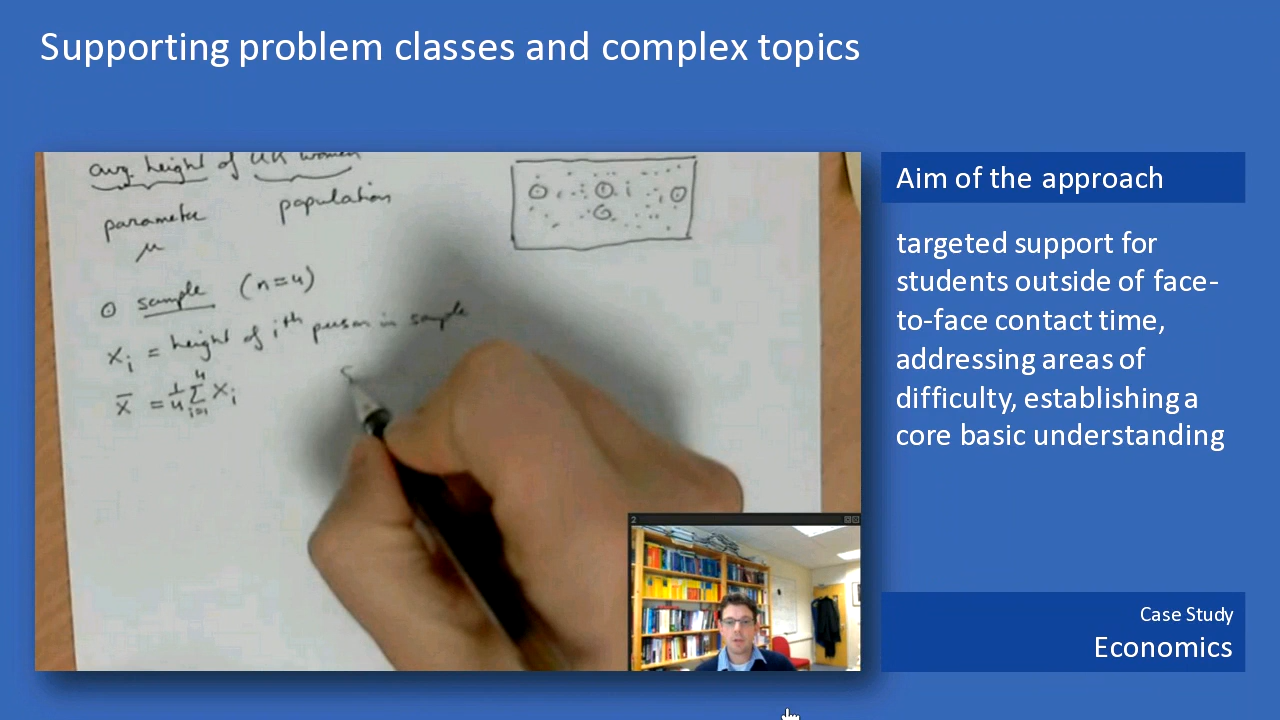 Supporting problem classes and complex topics
avg. height of UK women
parameter population
μ
⊙ sample (n=4)
Xi = height of ith person in sample
X̄ = 1/4 4Σi=1 Xi
2
Aim of the approach
targeted support for
students outside of face-
to-face contact time,
addressing areas of
difficulty, establishing a
core basic understanding
Case Study
Economics